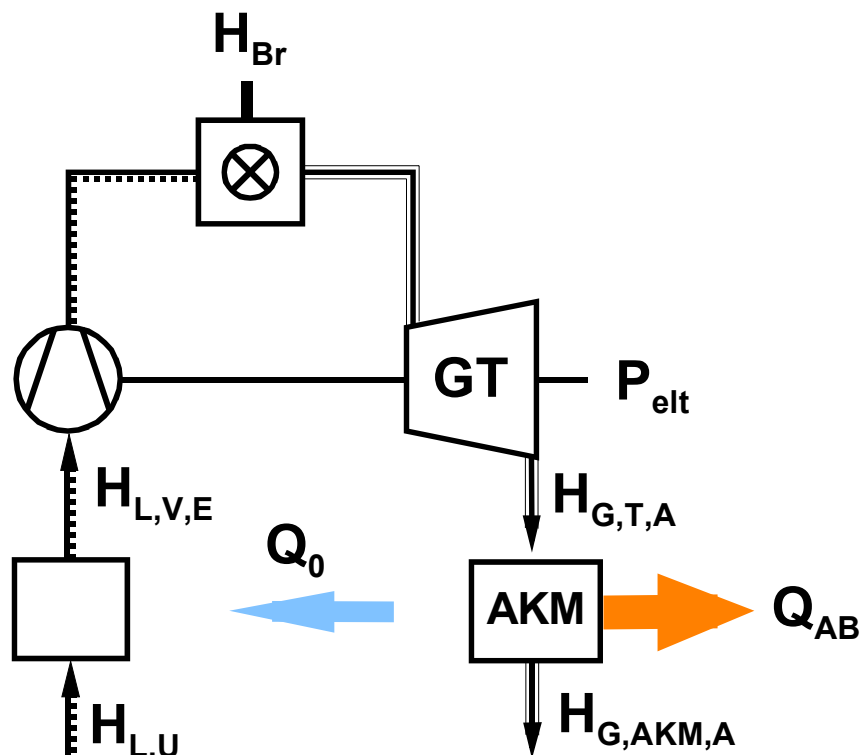 H_Br
GT
P_elt
H_L,V,E
H_G,T,A
Q_0
AKM
Q_AB
H_L,U
H_G,AKM,A